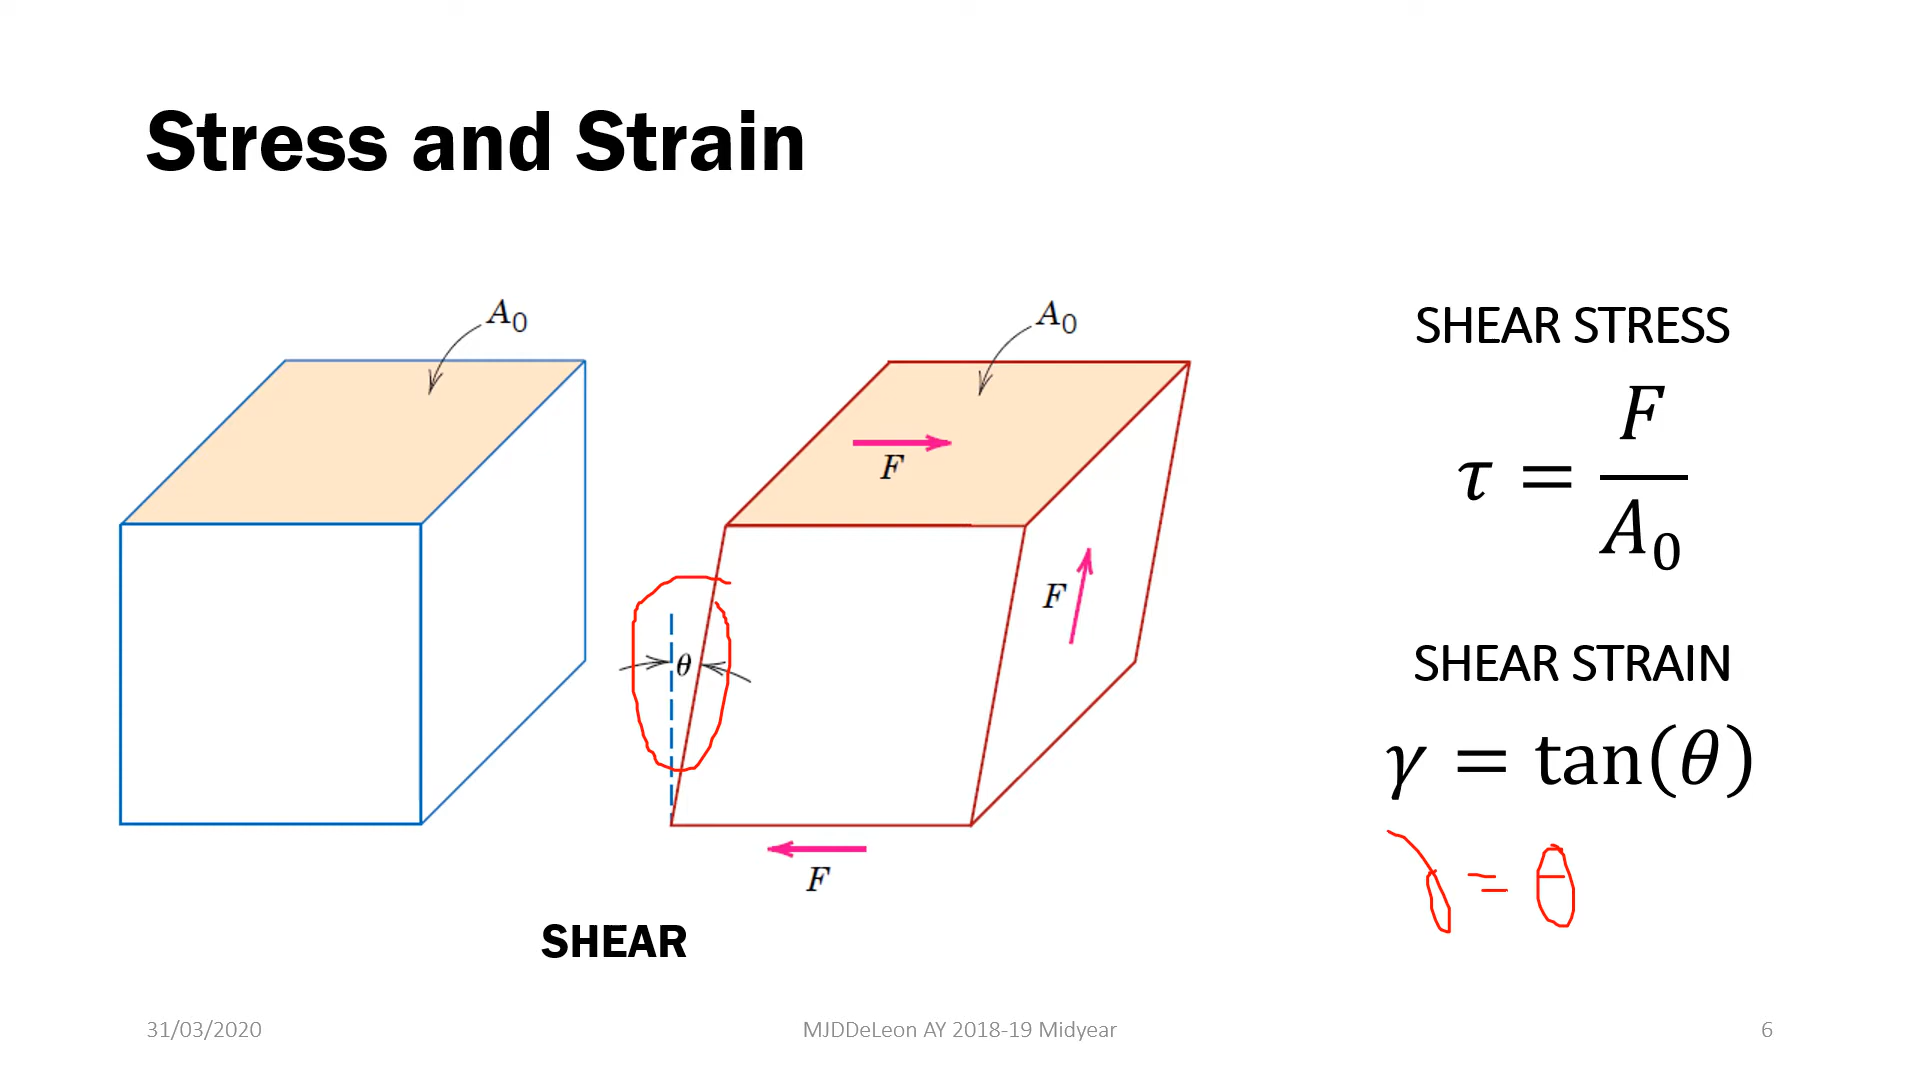 Stress and Strain
A₀
A₀
F
F
θ
F
SHEAR
SHEAR STRESS
τ = F/A₀
SHEAR STRAIN
γ = tan(θ)
γ = θ
31/03/2020
MJDDeLeon AY 2018-19 Midyear
6